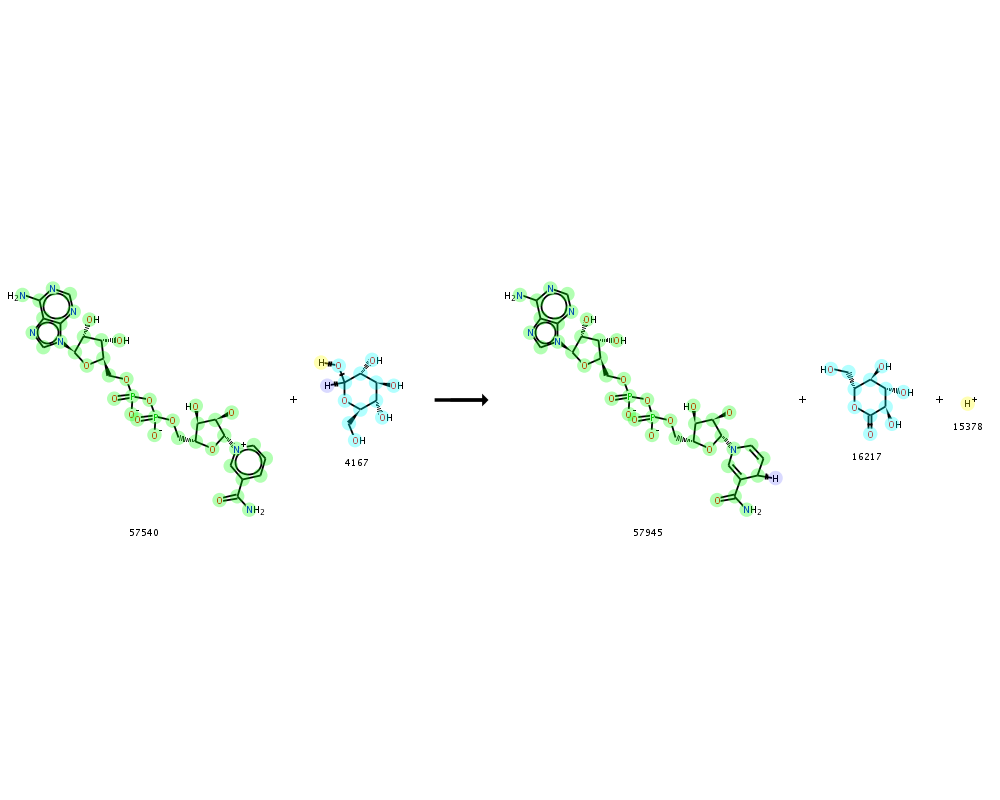 H₂N N N N N OH OH O O P O O⁻ O P O O⁻ O HO O O N⁺ O NH₂
57540
+
H O H OH OH O OH OH
4167
H₂N N N N N OH OH O O P O O⁻ O P O O⁻ O HO O O N H O NH₂
57945
+
HO OH OH O OH O
16217
+
H⁺
15378